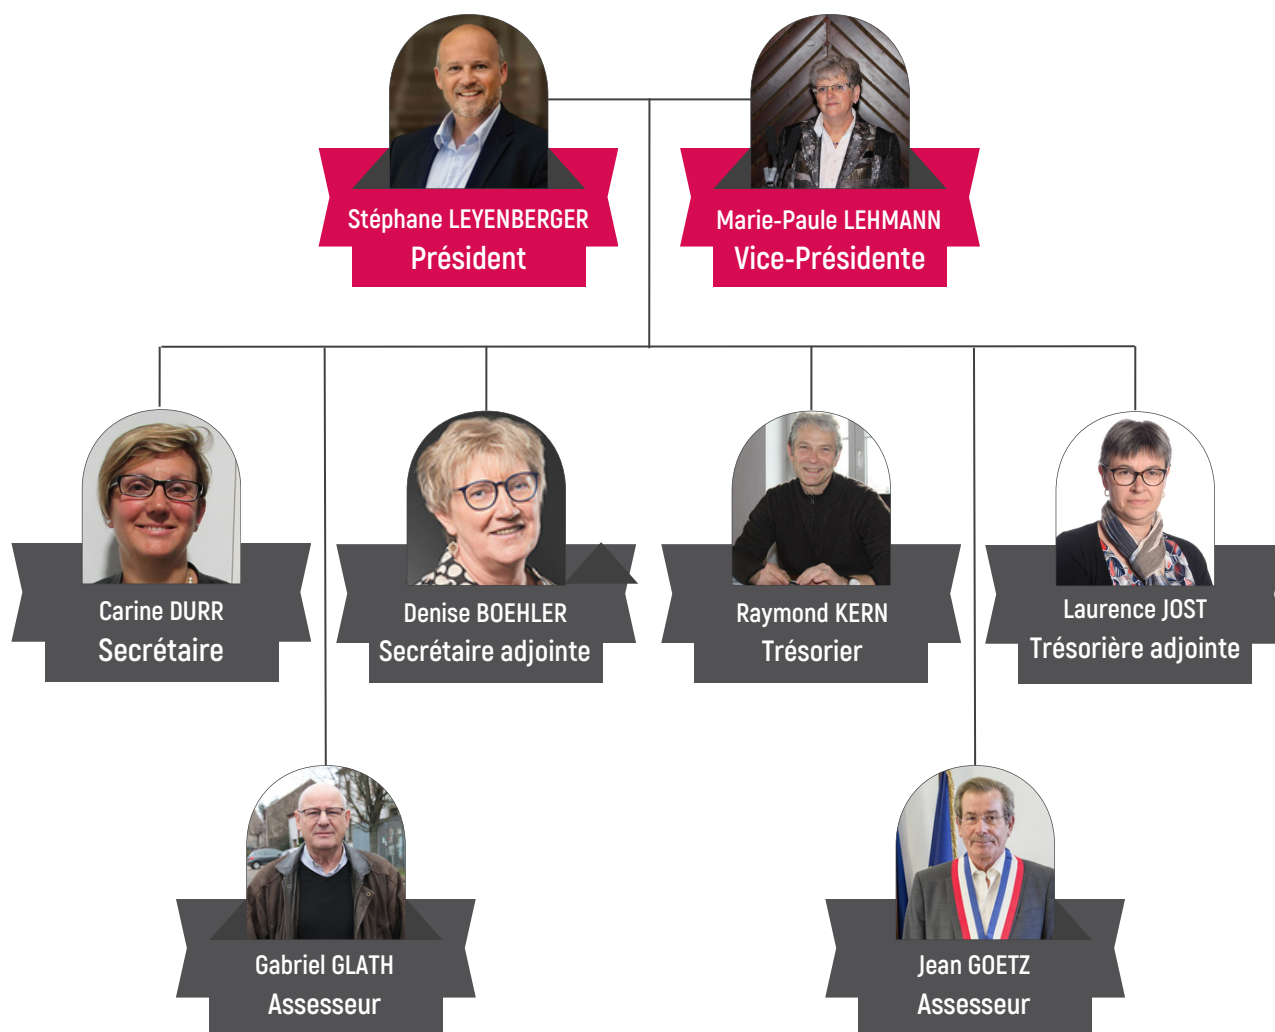 Stéphane LEYENBERGER
Président
Marie-Paule LEHMANN
Vice-Présidente
Carine DURR
Secrétaire
Denise BOEHLER
Secrétaire adjointe
Raymond KERN
Trésorier
Laurence JOST
Trésorière adjointe
Gabriel GLATH
Assesseur
Jean GOETZ
Assesseur